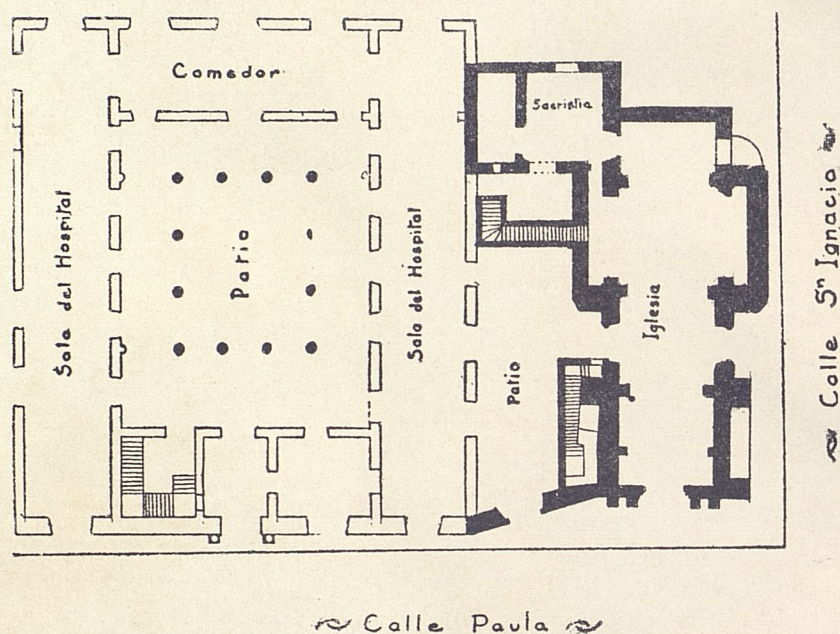 Comedor
Sacristia
Sala del Hospital
Patio
Sala del Hospital
Patio
Iglesia
Calle Sn Ignacio
Calle Paula